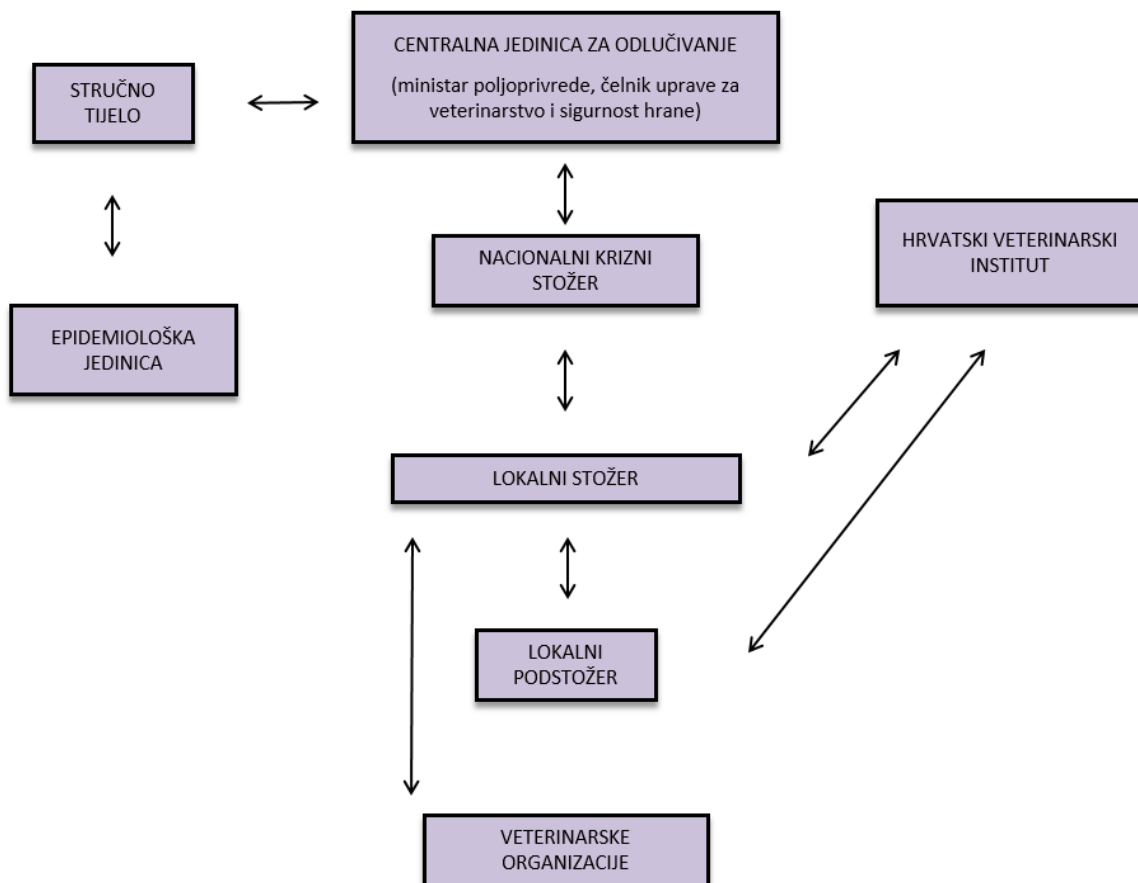 CENTRALNA JEDINICA ZA ODLUČIVANJE
(ministar poljoprivrede, čelnik uprave za
veterinarstvo i sigurnost hrane)
STRUČNO
TIJELO
NACIONALNI KRIZNI
STOŽER
HRVATSKI VETERINARSKI
INSTITUT
EPIDEMIOLOŠKA
JEDINICA
LOKALNI STOŽER
LOKALNI
PODSTOŽER
VETERINARSKE
ORGANIZACIJE